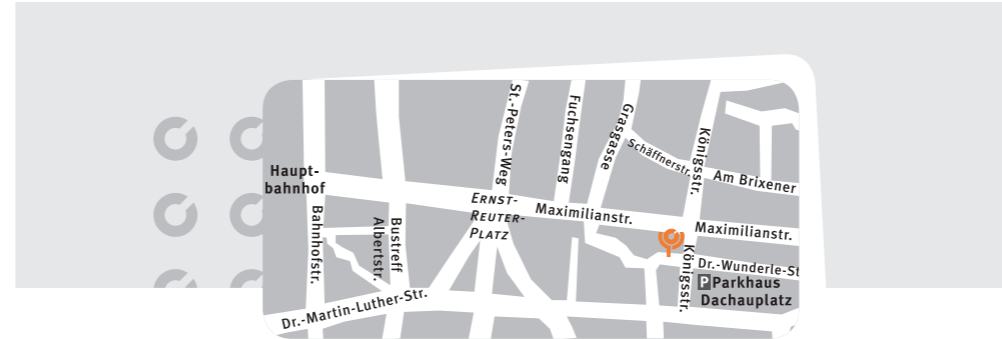 St.-Peters-Weg
Fuchsengang
Grasgasse
Schäffnerstr.
Königsstr.
Am Brixener
Haupt-
bahnhof
Bahnhofstr.
Albertstr.
Bustreff
ERNST-
REUTER-
PLATZ
Maximilianstr.
Maximilianstr.
Königsstr.
Dr.-Wunderle-St
P Parkhaus
Dachauplatz
Dr.-Martin-Luther-Str.